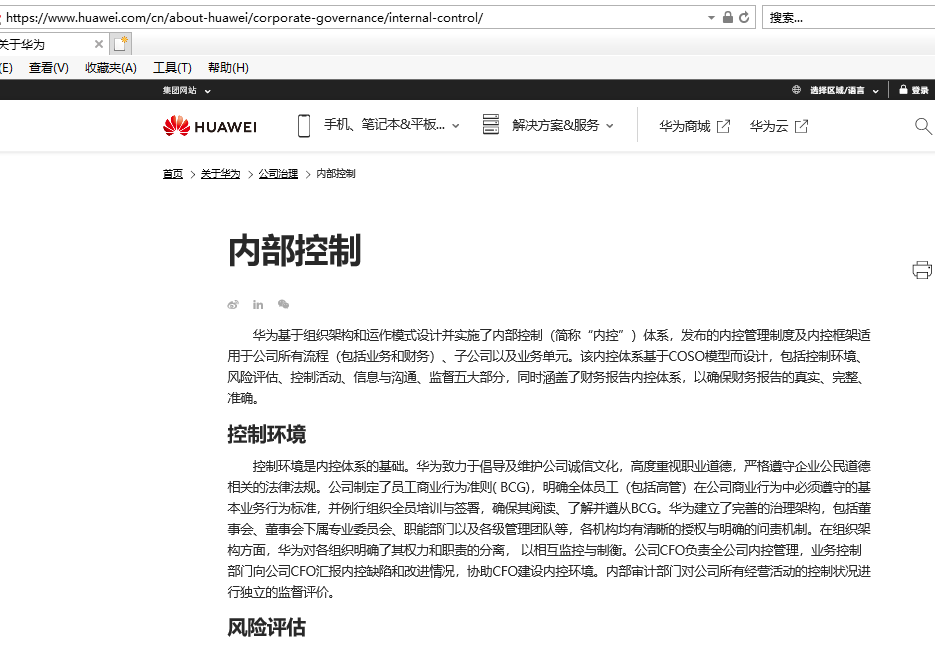 https://www.huawei.com/cn/about-huawei/corporate-governance/internal-control/
搜索...
关于华为
(E) 查看(V) 收藏夹(A) 工具(T) 帮助(H)
集团网站 选择区域/语言 登录
HUAWEI 手机、笔记本&平板... 解决方案&服务 华为商城 华为云
首页 > 关于华为 > 公司治理 > 内部控制
内部控制
华为基于组织架构和运作模式设计并实施了内部控制（简称“内控”）体系，发布的内控管理制度及内控框架适
用于公司所有流程（包括业务和财务）、子公司以及业务单元。该内控体系基于COSO模型而设计，包括控制环境、
风险评估、控制活动、信息与沟通、监督五大部分，同时涵盖了财务报告内控体系，以确保财务报告的真实、完整、
准确。
控制环境
控制环境是内控体系的基础。华为致力于倡导及维护公司诚信文化，高度重视职业道德，严格遵守企业公民道德
相关的法律法规。公司制定了员工商业行为准则( BCG)，明确全体员工（包括高管）在公司商业行为中必须遵守的基
本业务行为标准，并例行组织全员培训与签署，确保其阅读、了解并遵从BCG。华为建立了完善的治理架构，包括董
事会、董事会下属专业委员会、职能部门以及各级管理团队等，各机构均有清晰的授权与明确的问责机制。在组织架
构方面，华为对各组织明确了其权力和职责的分离， 以相互监控与制衡。公司CFO负责全公司内控管理，业务控制
部门向公司CFO汇报内控缺陷和改进情况，协助CFO建设内控环境。内部审计部门对公司所有经营活动的控制状况进
行独立的监督评价。
风险评估